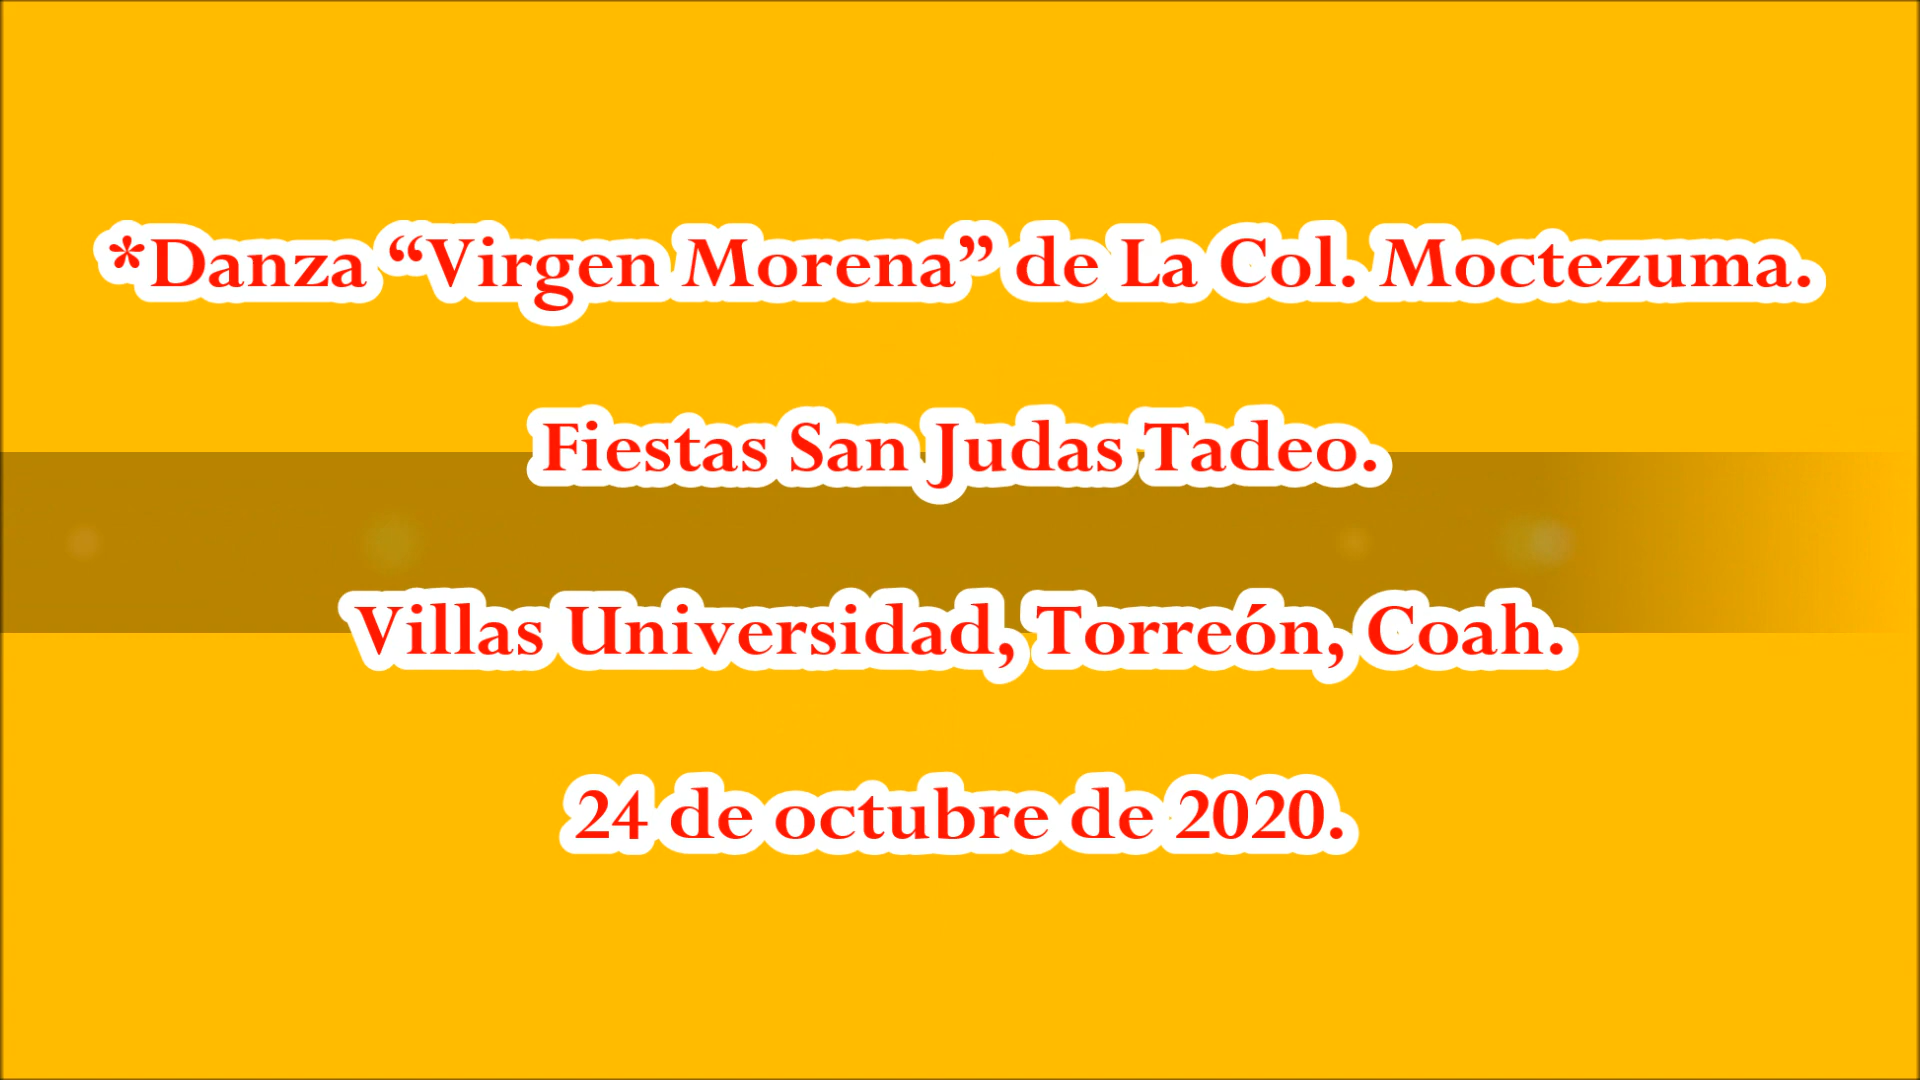 *Danza “Virgen Morena” de La Col. Moctezuma.
Fiestas San Judas Tadeo.
Villas Universidad, Torreón, Coah.
24 de octubre de 2020.